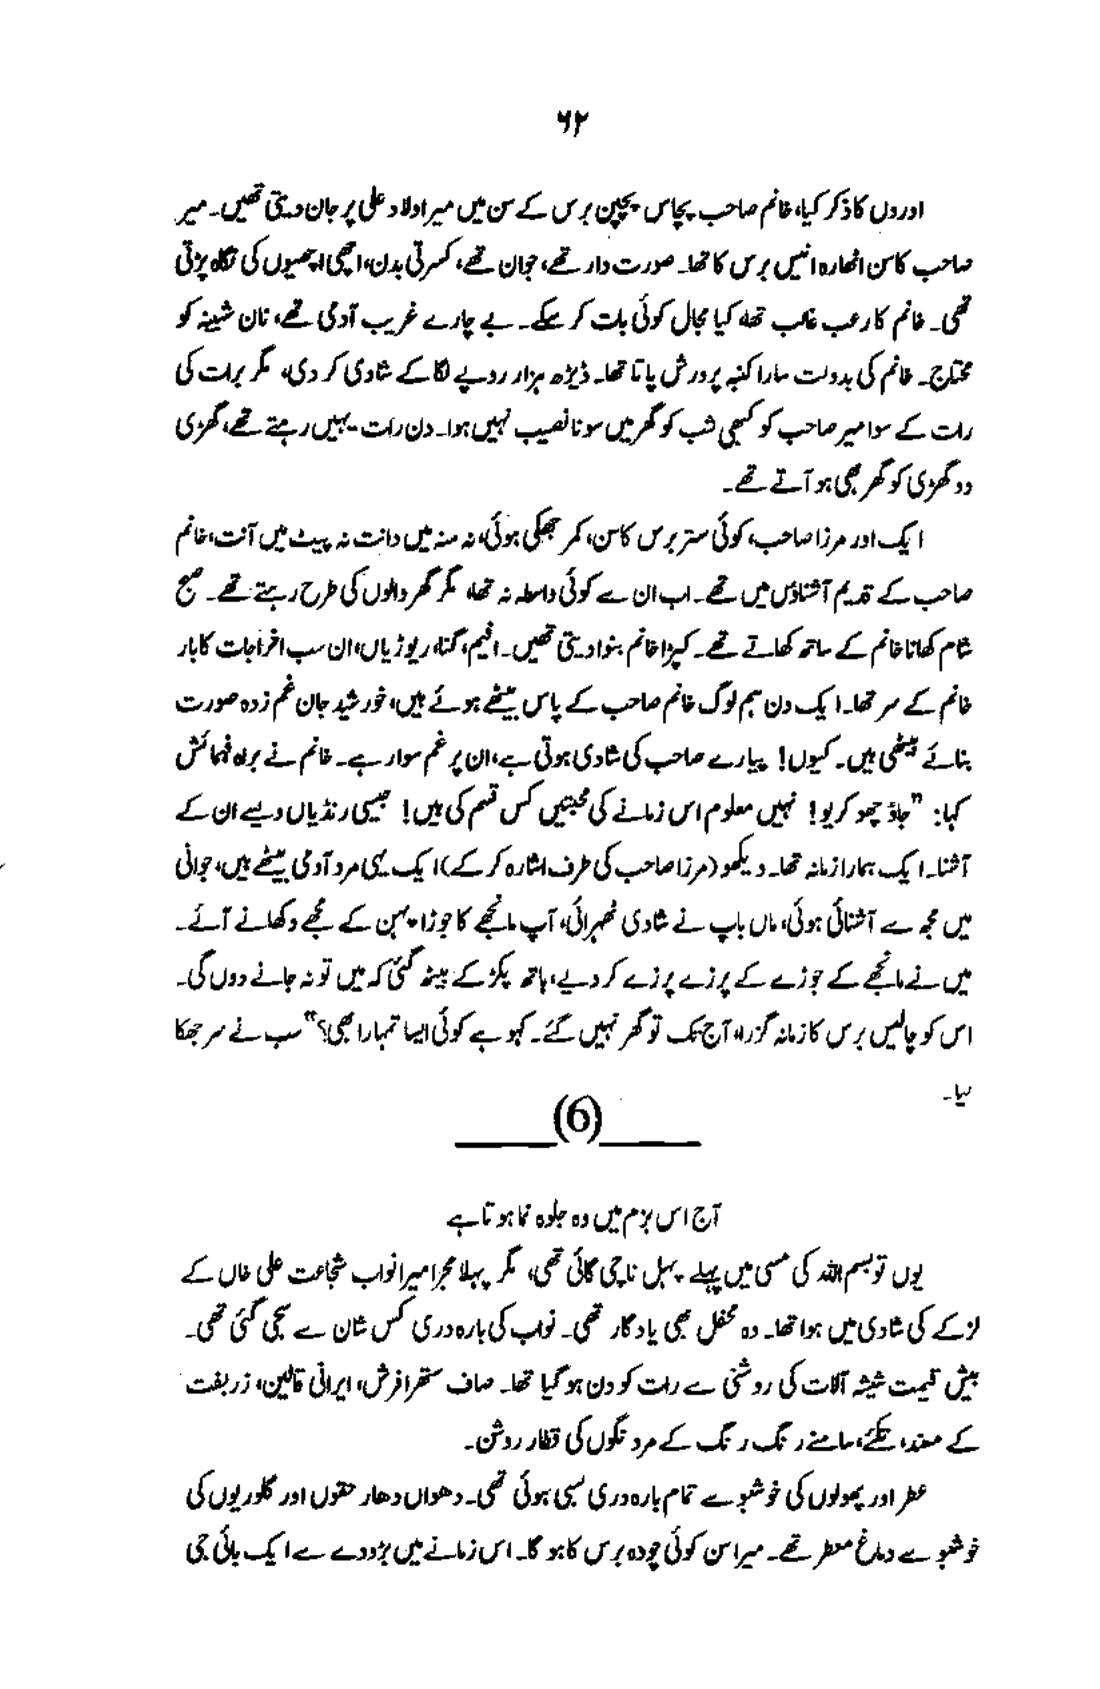 ۶۲
اوروں کا ذکر کیا، خانم صاحب پچاس پچپن برس کے سن میں میر اولاد علی پر جان دیتی تھیں۔ میر
صاحب کا سن اٹھارہ انیس برس کا تھا۔ صورت دار تھے، جوان تھے، کسرتی بدن، اچھی اچھیوں کی نگاہ پڑتی
تھی۔ خانم کا رعب غالب تھا، کیا مجال کوئی بات کر سکے۔ بے چارے غریب آدمی تھے، نان شبینہ کو
محتاج۔ خانم کی بدولت سارا کنبہ پرورش پاتا تھا۔ ڈیڑھ ہزار روپے لگا کے شادی کر دی، مگر برات کی
رات کے سوا میر صاحب کو کبھی شب کو گھر میں سونا نصیب نہیں ہوا۔ دن رات یہیں رہتے تھے، گھڑی
دو گھڑی کو گھر بھی ہو آتے تھے۔
ایک اور مرزا صاحب، کوئی ستر برس کا سن، کمر جھکی ہوئی، نہ منہ میں دانت نہ پیٹ میں آنت، خانم
صاحب کے قدیم آشناؤں میں تھے۔ اب ان سے کوئی واسطہ نہ تھا، مگر گھر والوں کی طرح رہتے تھے۔ صبح
شام کھانا خانم کے ساتھ کھاتے تھے۔ کپڑا خانم بنوا دیتی تھیں۔ افیم، گنا، ریوڑیاں، ان سب اخراجات کا بار
خانم کے سر تھا۔ ایک دن ہم لوگ خانم صاحب کے پاس بیٹھے ہوئے ہیں، خورشید جان غم زدہ صورت
بنائے بیٹھی ہیں۔ کیوں! پیارے صاحب کی شادی ہوتی ہے، ان پر غم سوار ہے۔ خانم نے براہ فہمائش
کہا: "جاؤ چھوکریو! نہیں معلوم اس زمانے کی محبتیں کس قسم کی ہیں! جیسی رنڈیاں ویسے ان کے
آشنا۔ ایک ہمارا زمانہ تھا۔ دیکھو (مرزا صاحب کی طرف اشارہ کر کے) ایک یہی مرد آدمی بیٹھے ہیں، جوانی
میں مجھ سے آشنائی ہوئی، ماں باپ نے شادی ٹھہرائی، آپ مانجھے کا جوڑا پہن کے مجھے دکھانے آئے۔
میں نے مانجھے کے جوڑے کے پرزے پرزے کر دیے، ہاتھ پکڑ کے بیٹھ گئی کہ میں تو نہ جانے دوں گی۔
اس کو چالیس برس کا زمانہ گزرا، آج تک تو گھر نہیں گئے۔ کہو ہے کوئی ایسا تمہارا بھی؟" سب نے سر جھکا
لیا۔
(6)
آج اس بزم میں وہ جلوہ نما ہوتا ہے
یوں تو بسم اللہ کی مسی میں پہلے پہل ناچی گائی تھی، مگر پہلا مجرا میرا نواب شجاعت علی خاں کے
لڑکے کی شادی میں ہوا تھا۔ وہ محفل بھی یادگار تھی۔ نواب کی بارہ دری کس شان سے سجی گئی تھی۔
بیش قیمت شیشہ آلات کی روشنی سے رات کو دن ہو گیا تھا۔ صاف ستھرا فرش، ایرانی قالین، زر بفت
کے مسند، تکئے، سامنے رنگ رنگ کے مردنگوں کی قطار روشن۔
عطر اور پھولوں کی خوشبو سے تمام بارہ دری بسی ہوئی تھی۔ دھواں دھار حقوں اور گلوریوں کی
خوشبو سے دماغ معطر تھے۔ میرا سن کوئی چودہ برس کا ہو گا۔ اس زمانے میں بڑودے سے ایک بائی جی